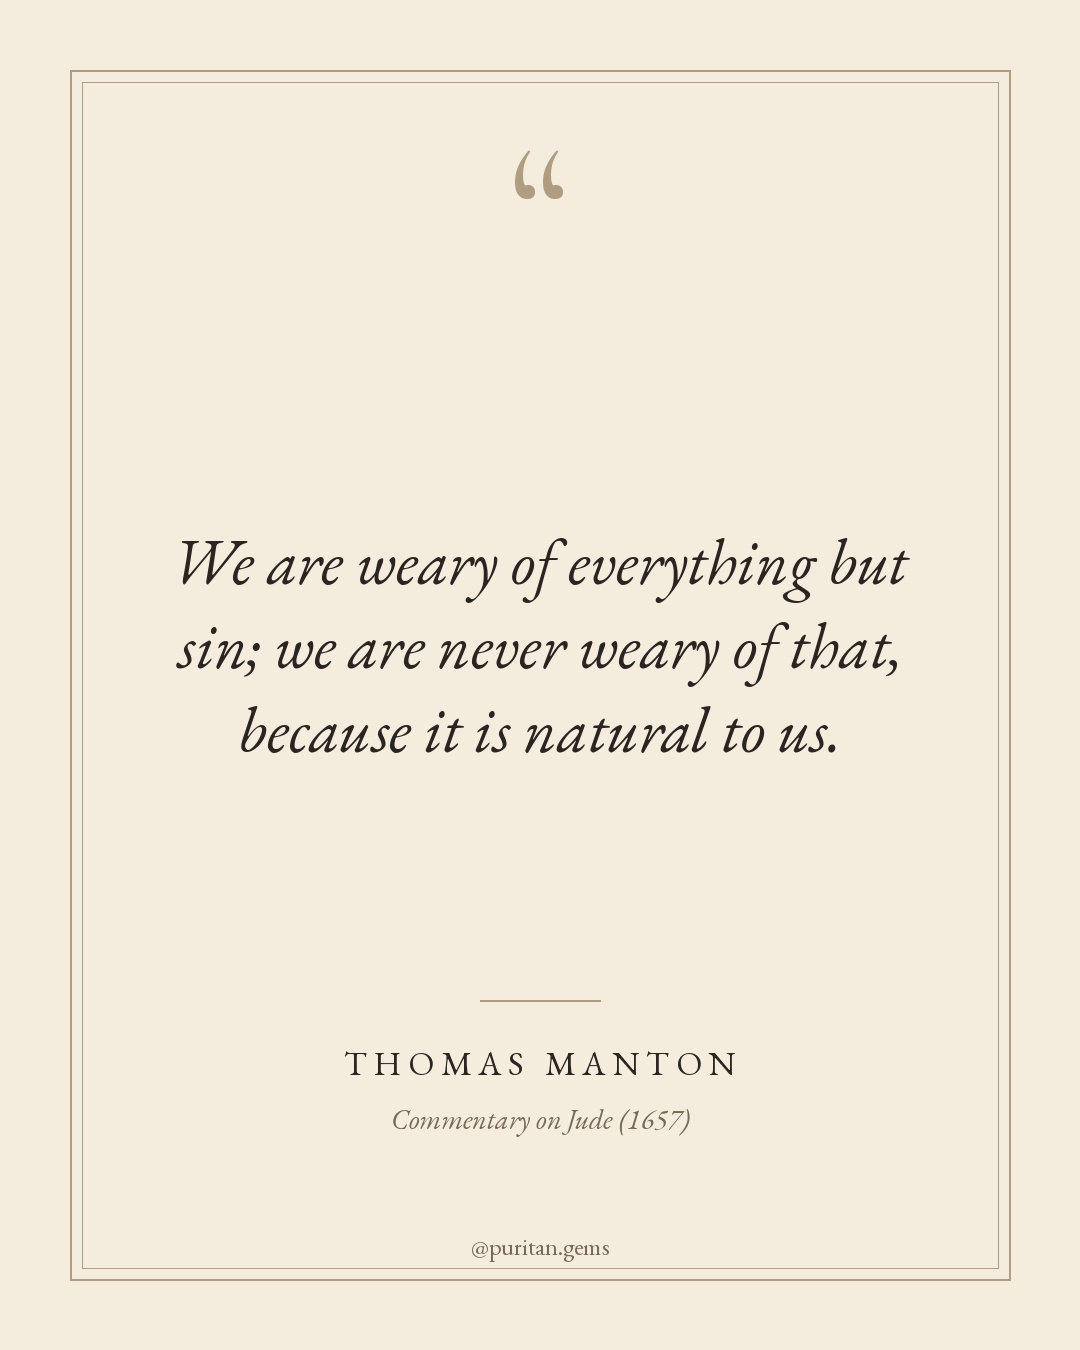 “
We are weary of everything but
sin; we are never weary of that,
because it is natural to us.
THOMAS MANTON
Commentary on Jude (1657)
@puritan.gems